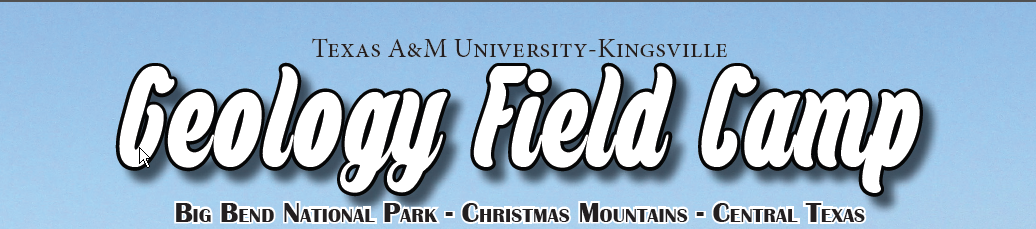 Texas A&M University-Kingsville
Geology Field Camp
Big Bend National Park - Christmas Mountains - Central Texas